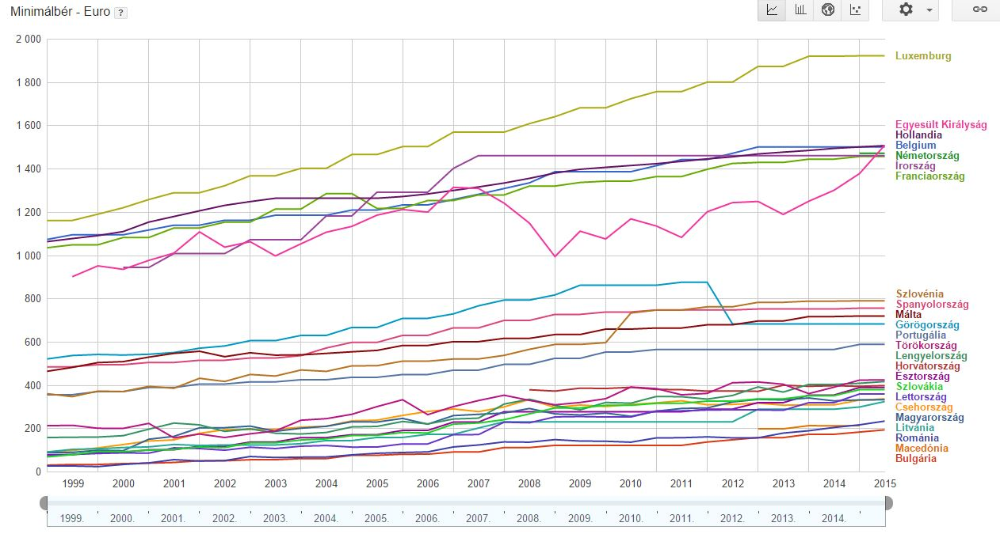 Minimálbér - Euro ?
2 000
1 800
1 600
1 400
1 200
1 000
800
600
400
200
0
Luxemburg
Egyesült Királyság
Hollandia
Belgium
Németország
Írország
Franciaország
Szlovénia
Spanyolország
Málta
Görögország
Portugália
Törökország
Lengyelország
Horvátország
Észtország
Szlovákia
Lettország
Csehország
Magyarország
Litvánia
Románia
Macedónia
Bulgária
1999 2000 2001 2002 2003 2004 2005 2006 2007 2008 2009 2010 2011 2012 2013 2014 2015
1999. 2000. 2001. 2002. 2003. 2004. 2005. 2006. 2007. 2008. 2009. 2010. 2011. 2012. 2013. 2014.